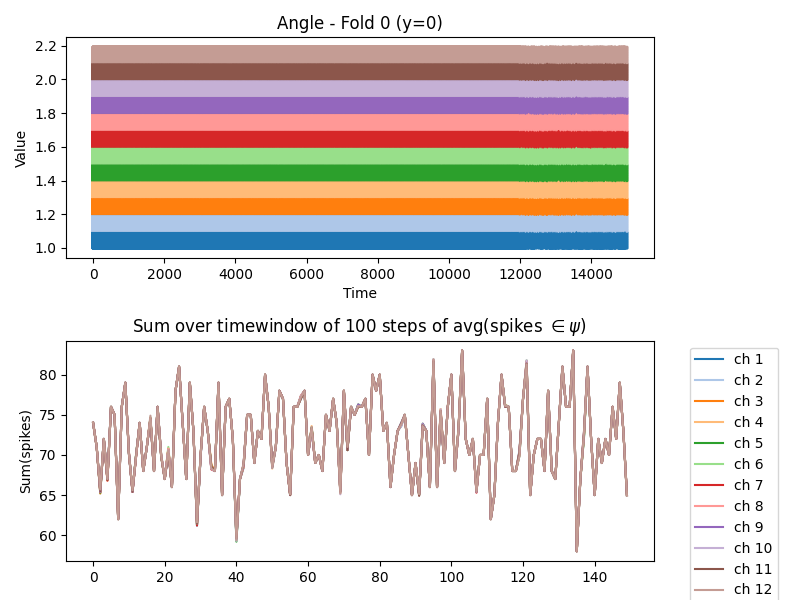 Angle - Fold 0 (y=0)
2.2
2.0
1.8
1.6
1.4
1.2
1.0
Value
0 2000 4000 6000 8000 10000 12000 14000
Time
Sum over timewindow of 100 steps of avg(spikes ∈ ψ)
80
75
70
65
60
Sum(spikes)
0 20 40 60 80 100 120 140
ch 1
ch 2
ch 3
ch 4
ch 5
ch 6
ch 7
ch 8
ch 9
ch 10
ch 11
ch 12